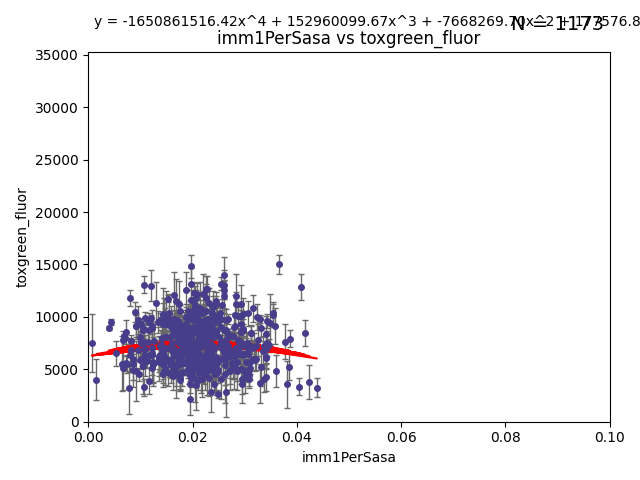 y = -1650861516.42x^4 + 152960099.67x^3 + -7668269.
N = 1173
imm1PerSasa vs toxgreen_fluor
35000
30000
25000
20000
15000
10000
5000
0
toxgreen_fluor
0.00 0.02 0.04 0.06 0.08 0.10
imm1PerSasa